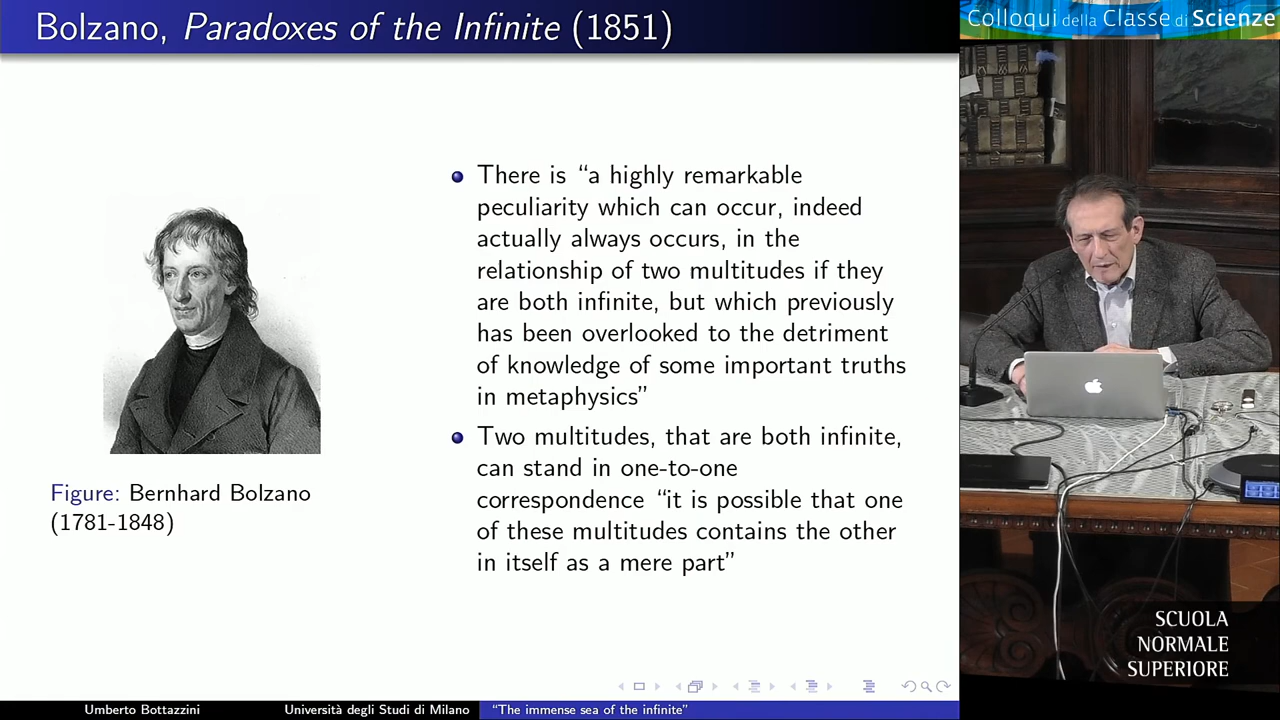 Bolzano, Paradoxes of the Infinite (1851)
Colloqui della Classe di Scienze
There is “a highly remarkable
peculiarity which can occur, indeed
actually always occurs, in the
relationship of two multitudes if they
are both infinite, but which previously
has been overlooked to the detriment
of knowledge of some important truths
in metaphysics”
Two multitudes, that are both infinite,
can stand in one-to-one
correspondence “it is possible that one
of these multitudes contains the other
in itself as a mere part”
Figure: Bernhard Bolzano
(1781-1848)
SCUOLA
NORMALE
SUPERIORE
Umberto Bottazzini
Università degli Studi di Milano
“The immense sea of the infinite”